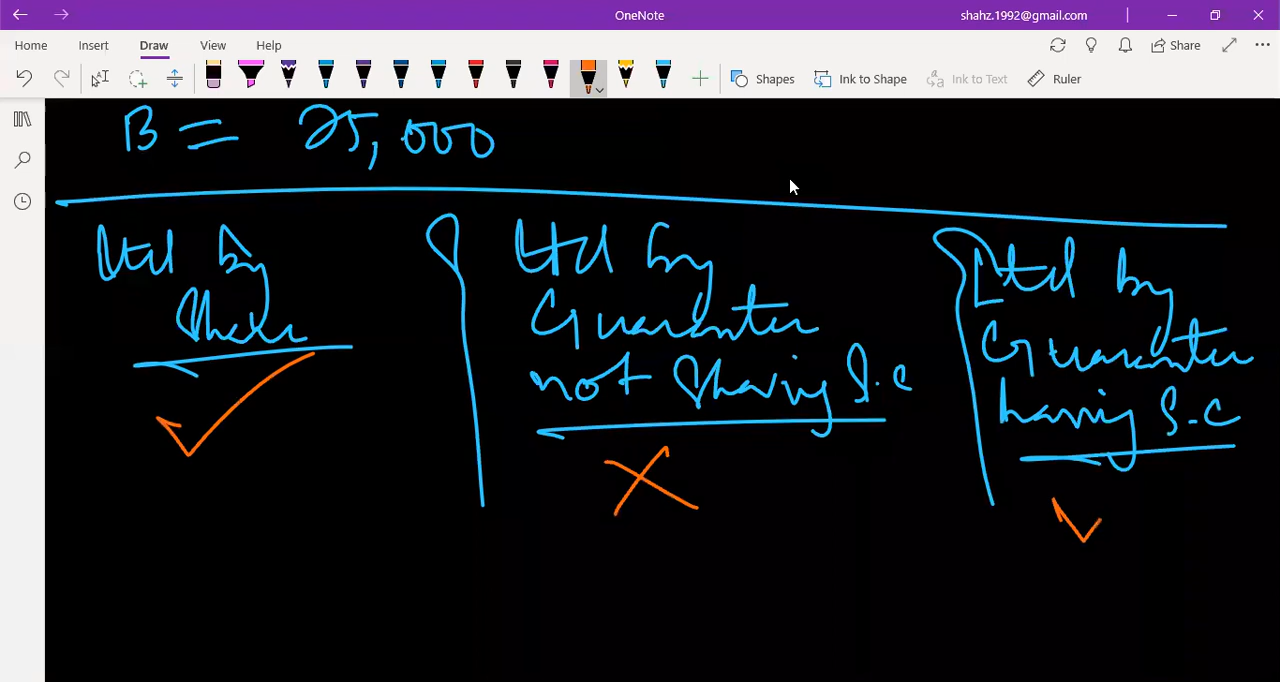 OneNote
shahz.1992@gmail.com
Home Insert Draw View Help
Share
Shapes Ink to Shape Ink to Text Ruler
B = 25,000
Ltd by
Share
Ltd by
Guarantee
not Having S.C
Ltd by
Guarantee
having S.C